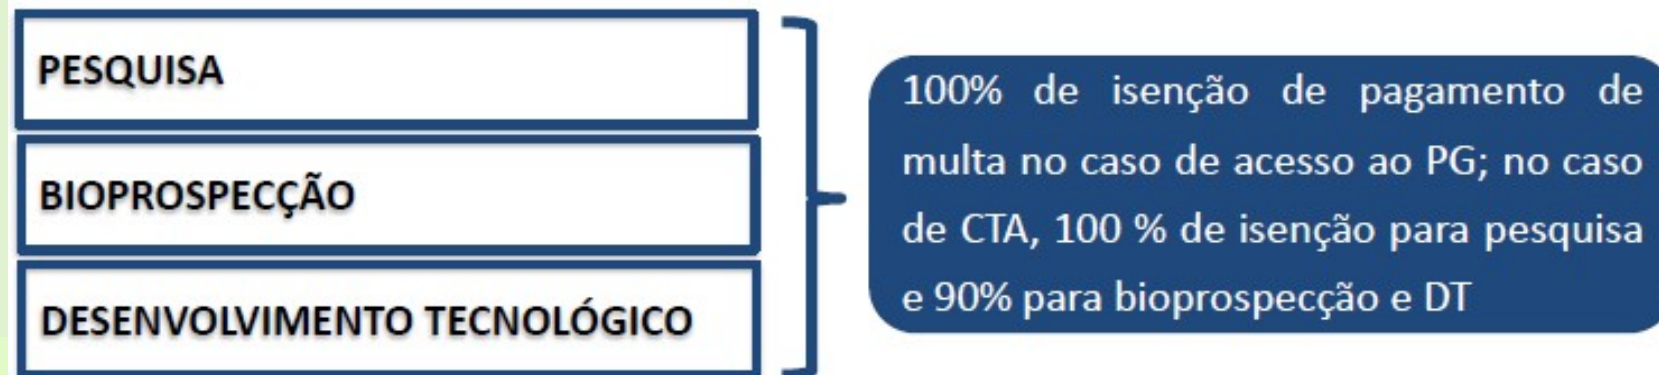 PESQUISA
BIOPROSPECÇÃO
DESENVOLVIMENTO TECNOLÓGICO
100% de isenção de pagamento de
multa no caso de acesso ao PG; no caso
de CTA, 100 % de isenção para pesquisa
e 90% para bioprospecção e DT